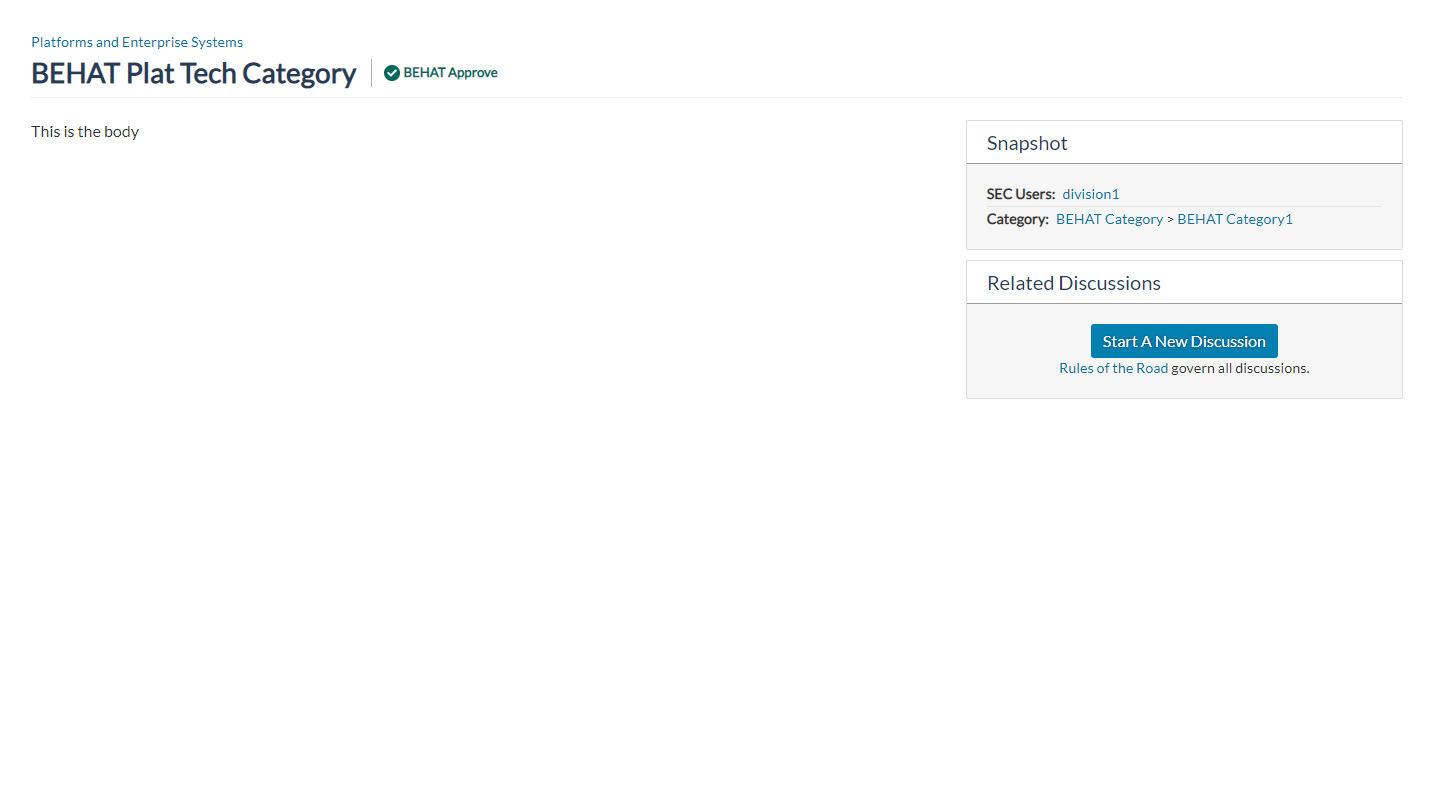 Platforms and Enterprise Systems
BEHAT Plat Tech Category
BEHAT Approve
This is the body
Snapshot
SEC Users: division1
Category: BEHAT Category > BEHAT Category1
Related Discussions
Start A New Discussion
Rules of the Road govern all discussions.